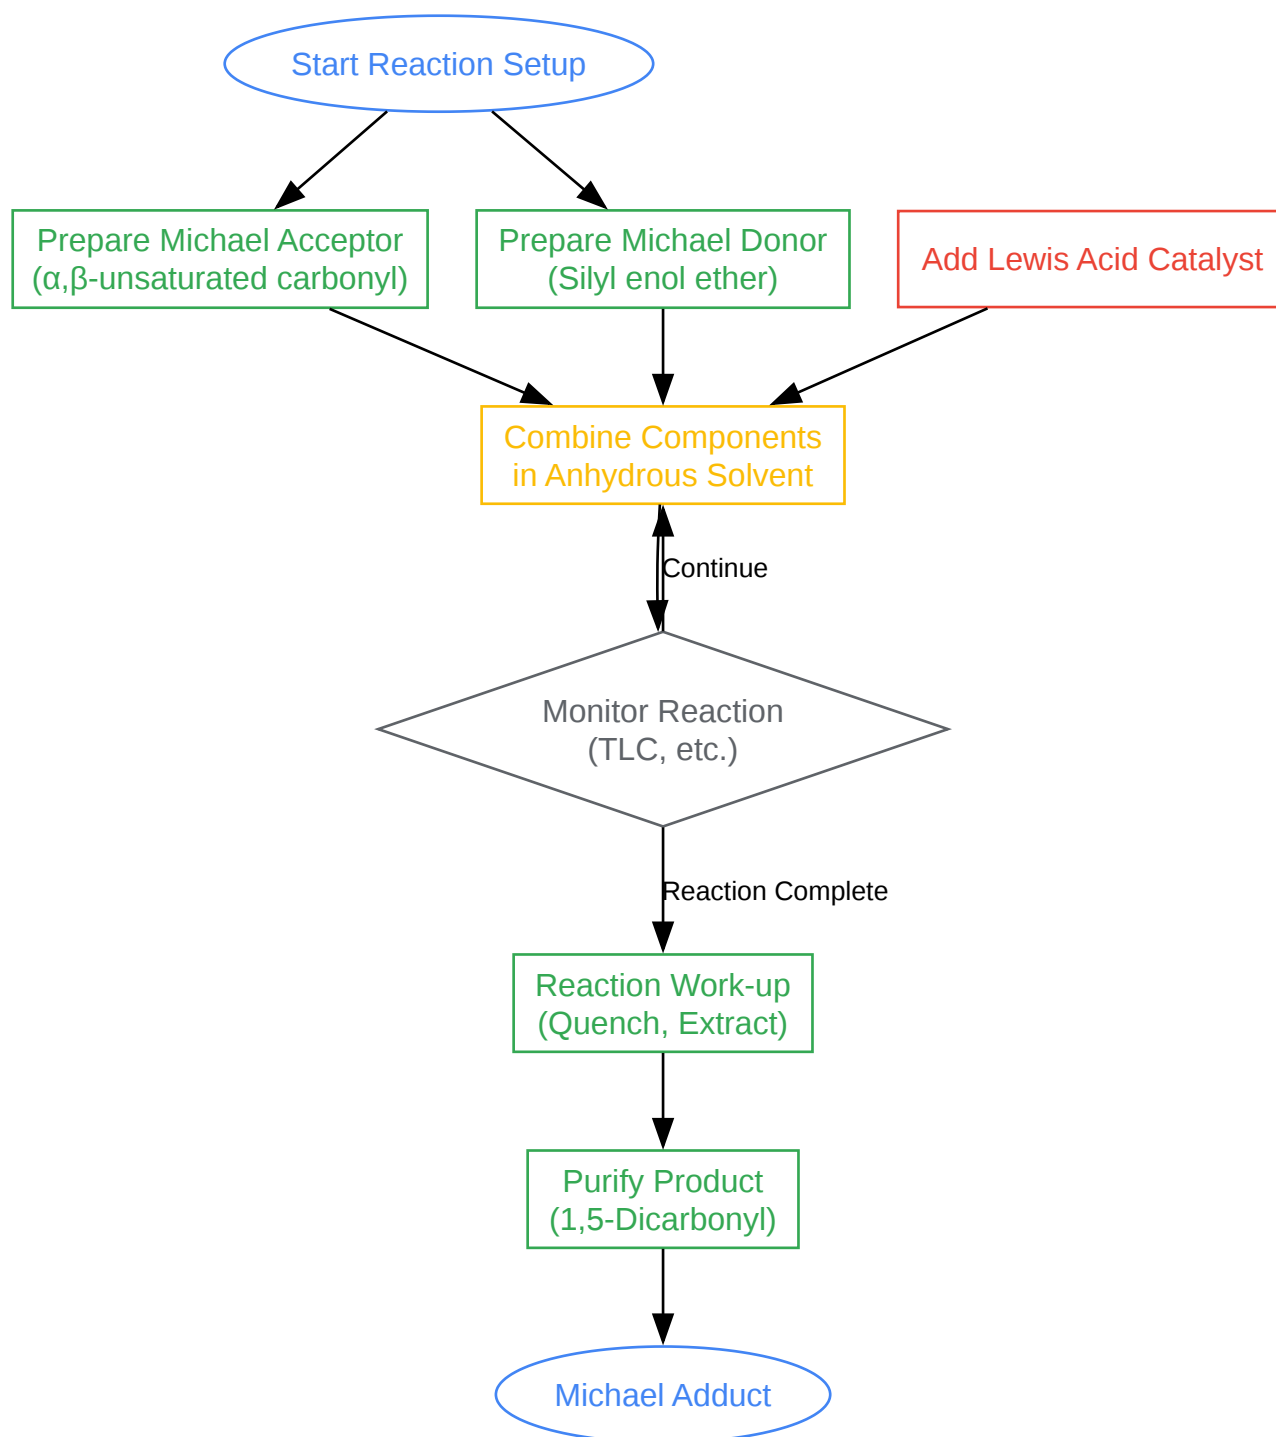 Start Reaction Setup
Prepare Michael Acceptor
(α,β-unsaturated carbonyl)
Prepare Michael Donor
(Silyl enol ether)
Add Lewis Acid Catalyst
Combine Components
in Anhydrous Solvent
Continue
Monitor Reaction
(TLC, etc.)
Reaction Complete
Reaction Work-up
(Quench, Extract)
Purify Product
(1,5-Dicarbonyl)
Michael Adduct